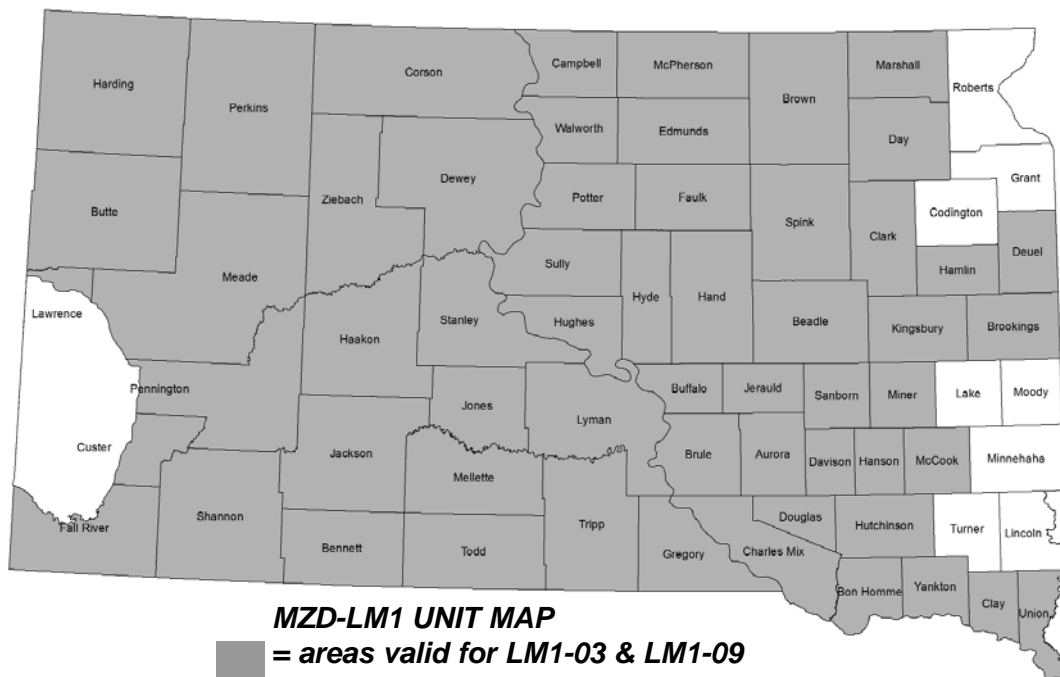 Harding
Perkins
Corson
Campbell
McPherson
Brown
Marshall
Roberts
Walworth
Edmunds
Day
Butte
Ziebach
Dewey
Potter
Faulk
Spink
Clark
Codington
Grant
Meade
Sully
Hyde
Hand
Hamlin
Deuel
Lawrence
Haakon
Stanley
Hughes
Beadle
Kingsbury
Brookings
Pennington
Jones
Lyman
Buffalo
Jerauld
Sanborn
Miner
Lake
Moody
Custer
Jackson
Mellette
Brule
Aurora
Davison
Hanson
McCook
Minnehaha
Fall River
Shannon
Bennett
Todd
Tripp
Gregory
Charles Mix
Douglas
Hutchinson
Turner
Lincoln
Bon Homme
Yankton
Clay
Union
MZD-LM1 UNIT MAP
= areas valid for LM1-03 & LM1-09